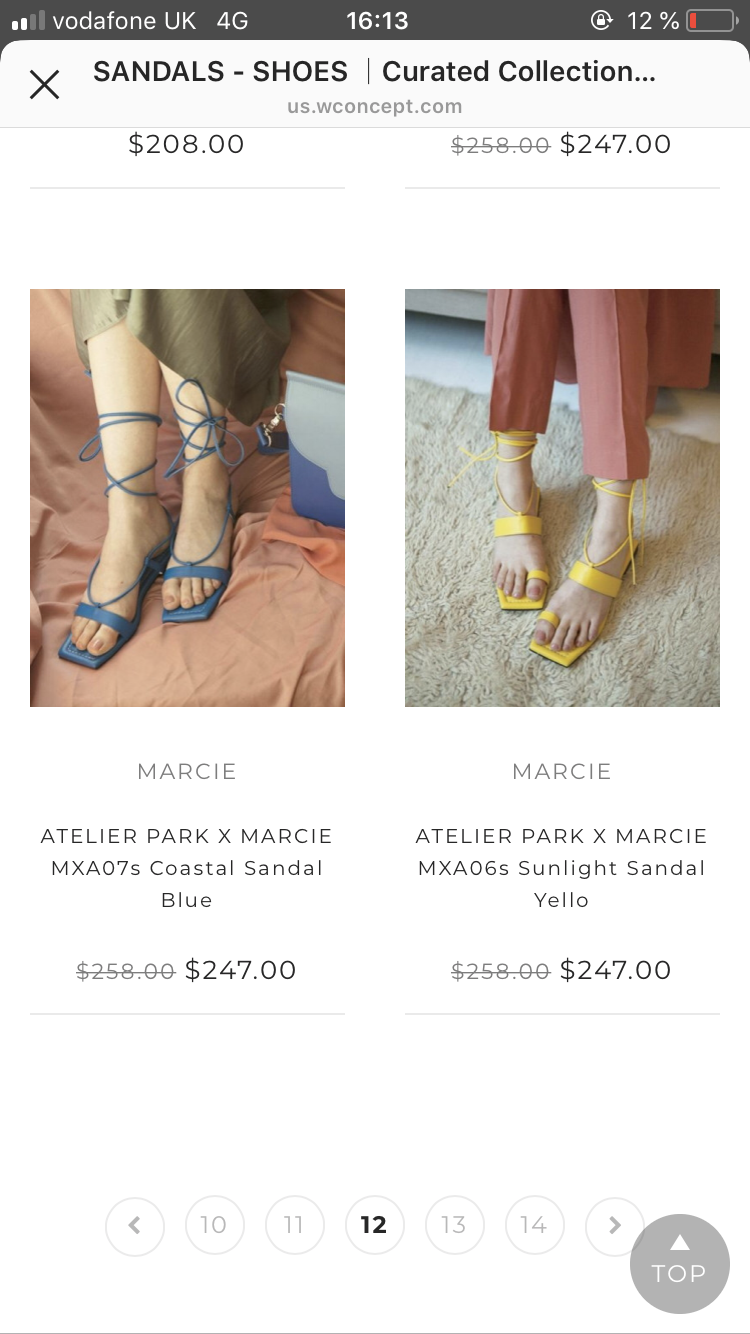 vodafone UK 4G 16:13 12 %
SANDALS - SHOES | Curated Collection...
us.wconcept.com
$208.00
$258.00 $247.00
MARCIE
ATELIER PARK X MARCIE
MXA07s Coastal Sandal
Blue
$258.00 $247.00
MARCIE
ATELIER PARK X MARCIE
MXA06s Sunlight Sandal
Yello
$258.00 $247.00
10 11 12 13 14
TOP